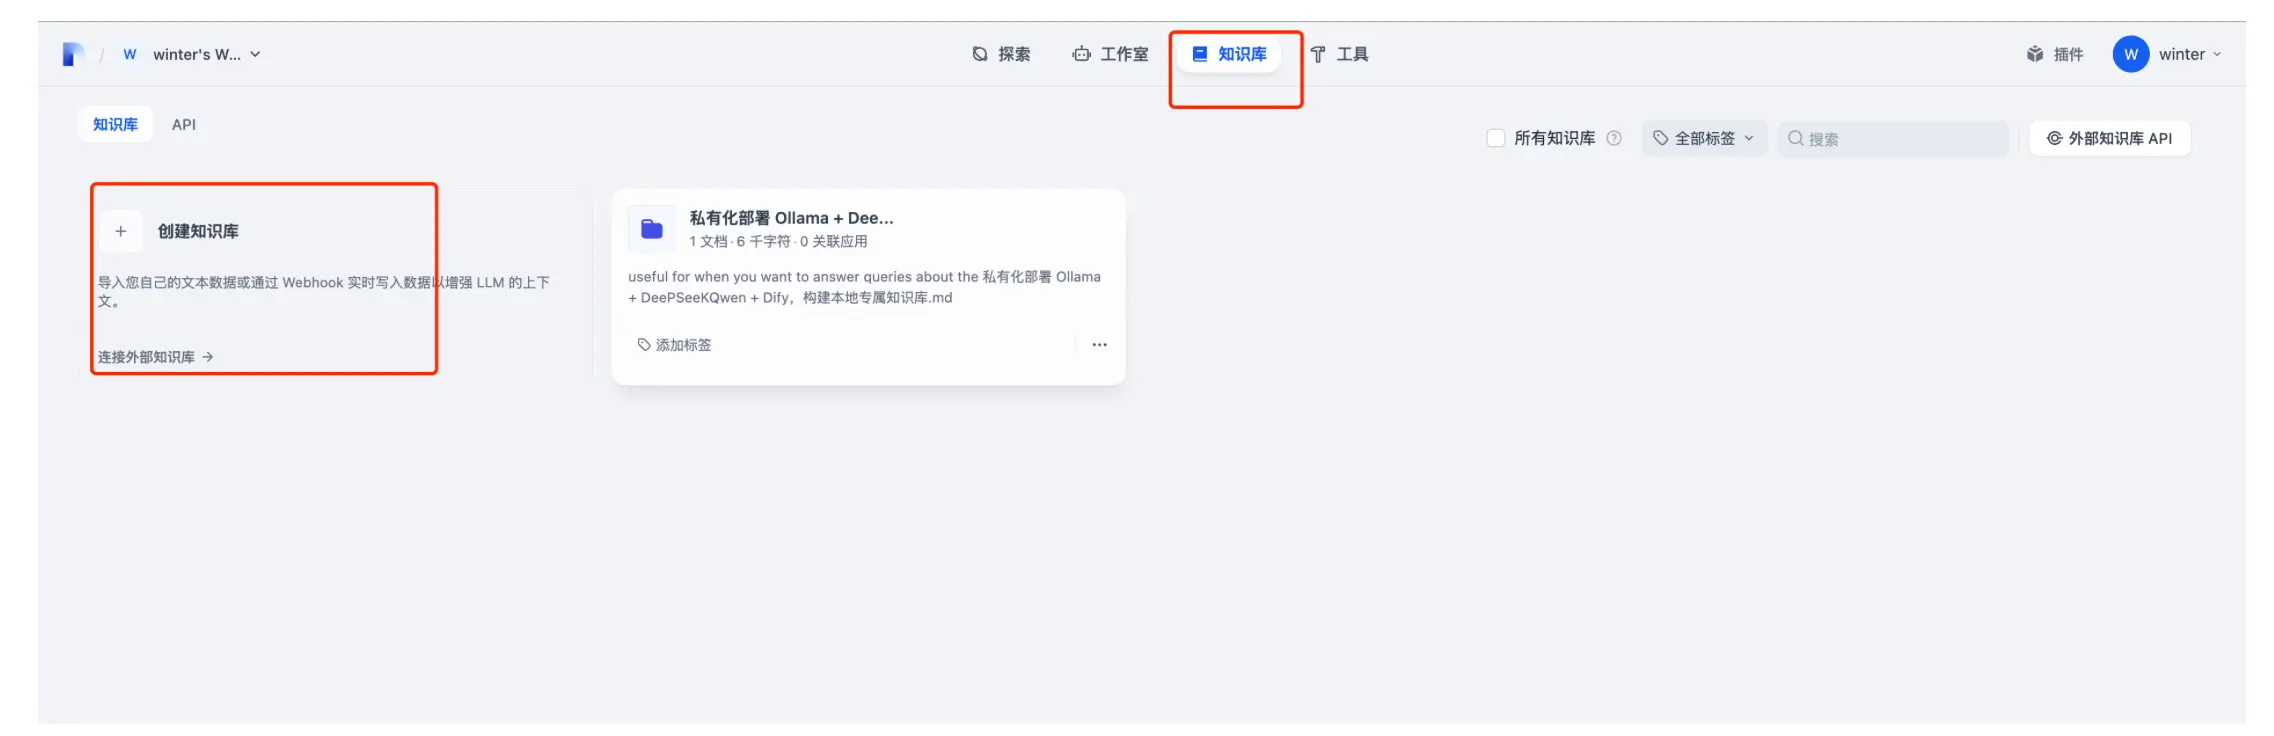 / W winter's W...
探索
工作室
知识库
工具
插件
W winter
知识库
API
所有知识库
全部标签
搜索
外部知识库 API
+ 创建知识库
导入您自己的文本数据或通过 Webhook 实时写入数据以增强 LLM 的上下
文。
连接外部知识库 →
私有化部署 Ollama + Dee...
1 文档 · 6 千字符 · 0 关联应用
useful for when you want to answer queries about the 私有化部署 Ollama
+ DeePSeeKQwen + Dify，构建本地专属知识库.md
添加标签